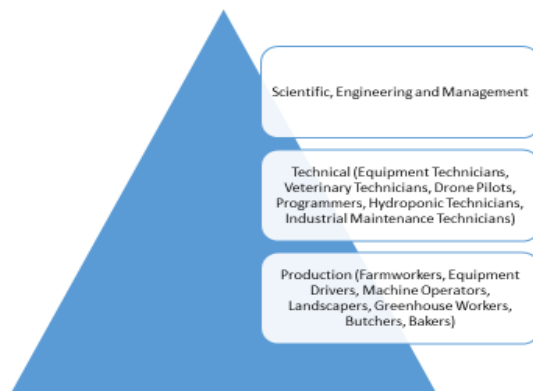 Scientific, Engineering and Management
Technical (Equipment Technicians,
Veterinary Technicians, Drone Pilots,
Programmers, Hydroponic Technicians,
Industrial Maintenance Technicians)
Production (Farmworkers, Equipment
Drivers, Machine Operators,
Landscapers, Greenhouse Workers,
Butchers, Bakers)